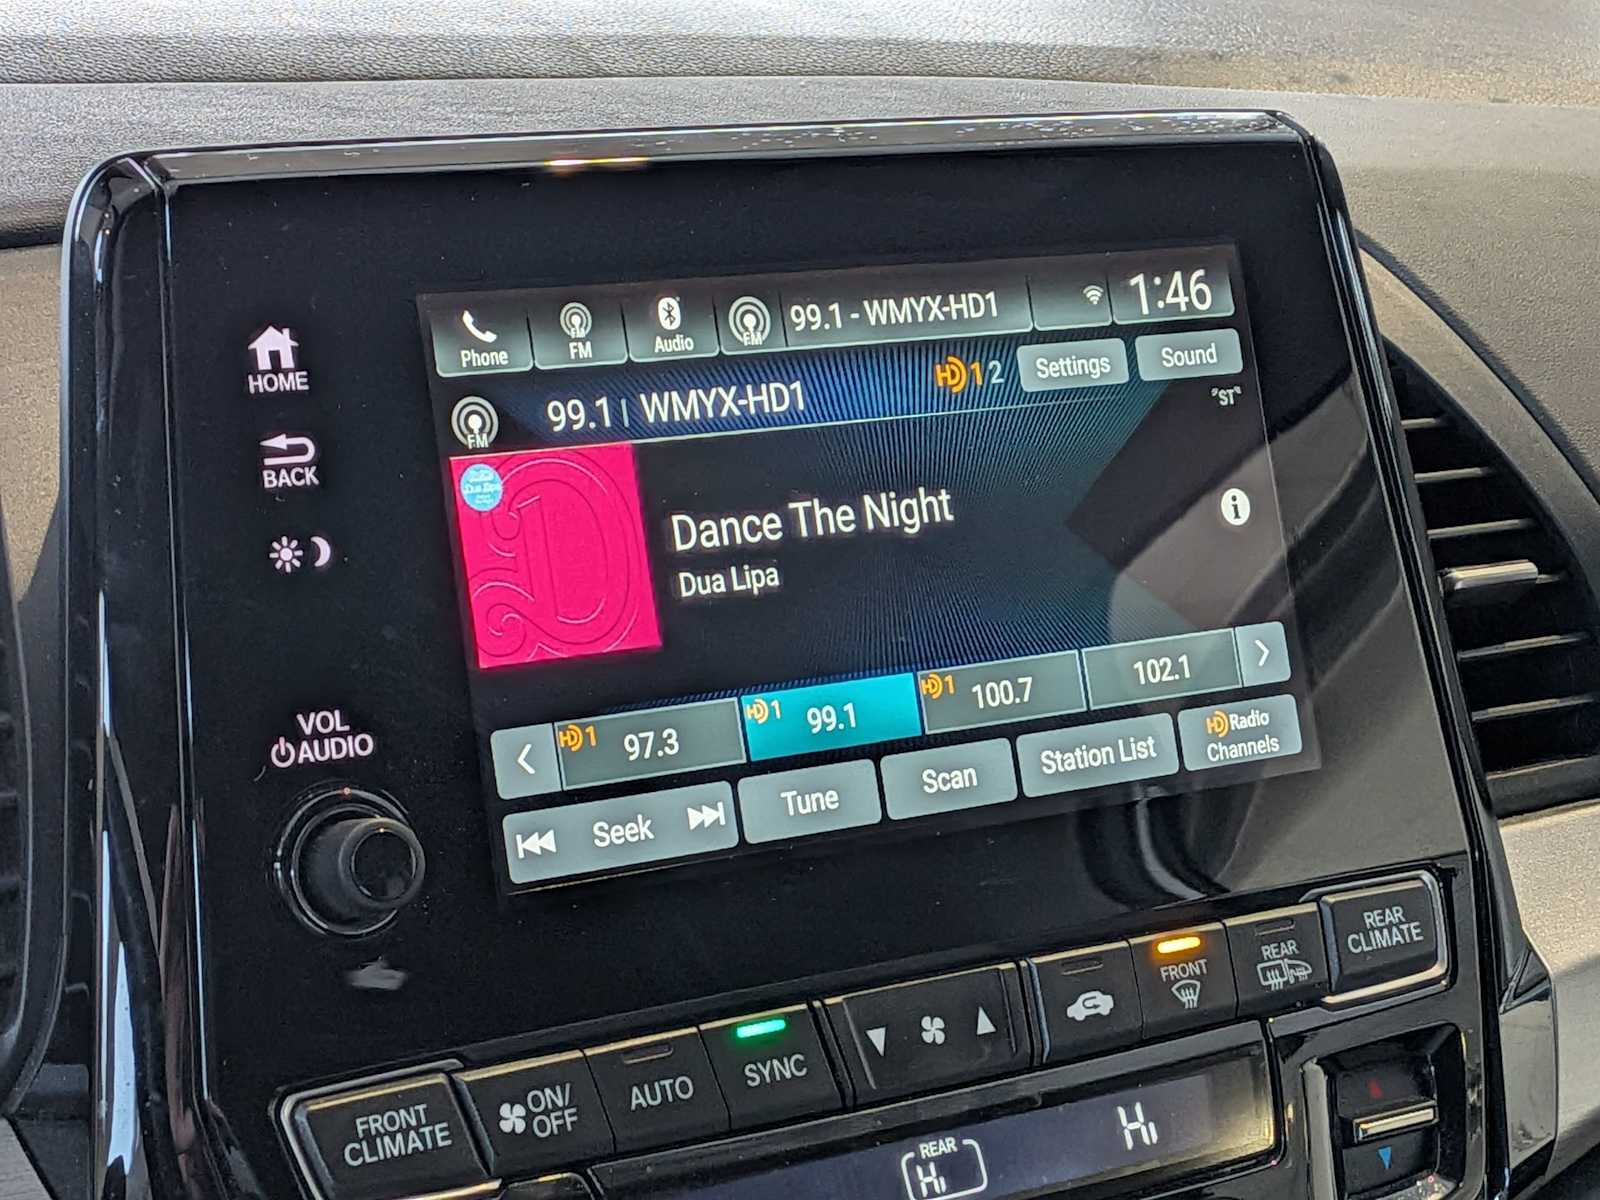 Phone
FM
FM
Audio
FM
99.1 - WMYX-HD1
1:46
HOME
FM
99.1 | WMYX-HD1
HD 1 2
Settings
Sound
"ST"
BACK
Dua Lipa
Dance The Night
Dua Lipa
i
VOL
AUDIO
HD 1
97.3
HD 1
99.1
HD 1
100.7
102.1
Seek
Tune
Scan
Station List
HD Radio
Channels
FRONT
CLIMATE
ON/
OFF
AUTO
SYNC
FRONT
REAR
REAR
CLIMATE
REAR
Hi
Hi